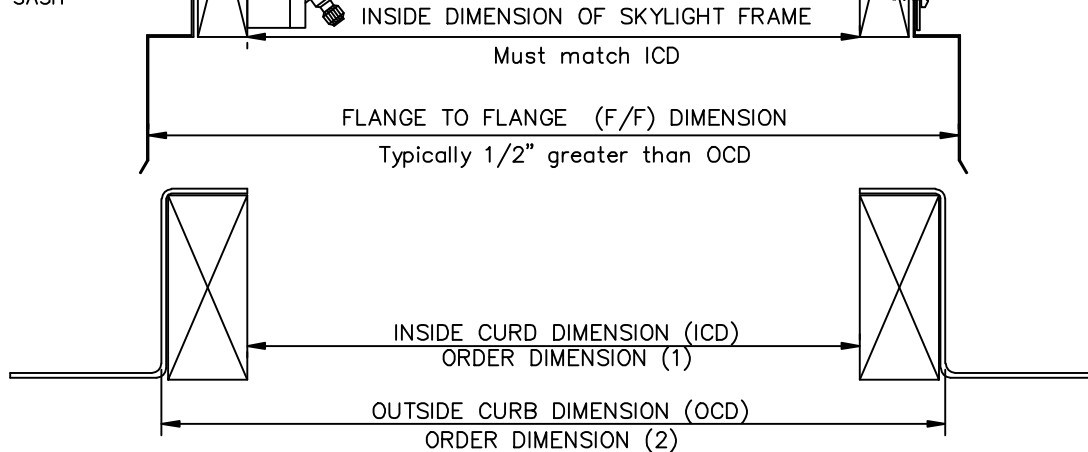 SASH
INSIDE DIMENSION OF SKYLIGHT FRAME
Must match ICD
FLANGE TO FLANGE (F/F) DIMENSION
Typically 1/2" greater than OCD
INSIDE CURD DIMENSION (ICD)
ORDER DIMENSION (1)
OUTSIDE CURB DIMENSION (OCD)
ORDER DIMENSION (2)